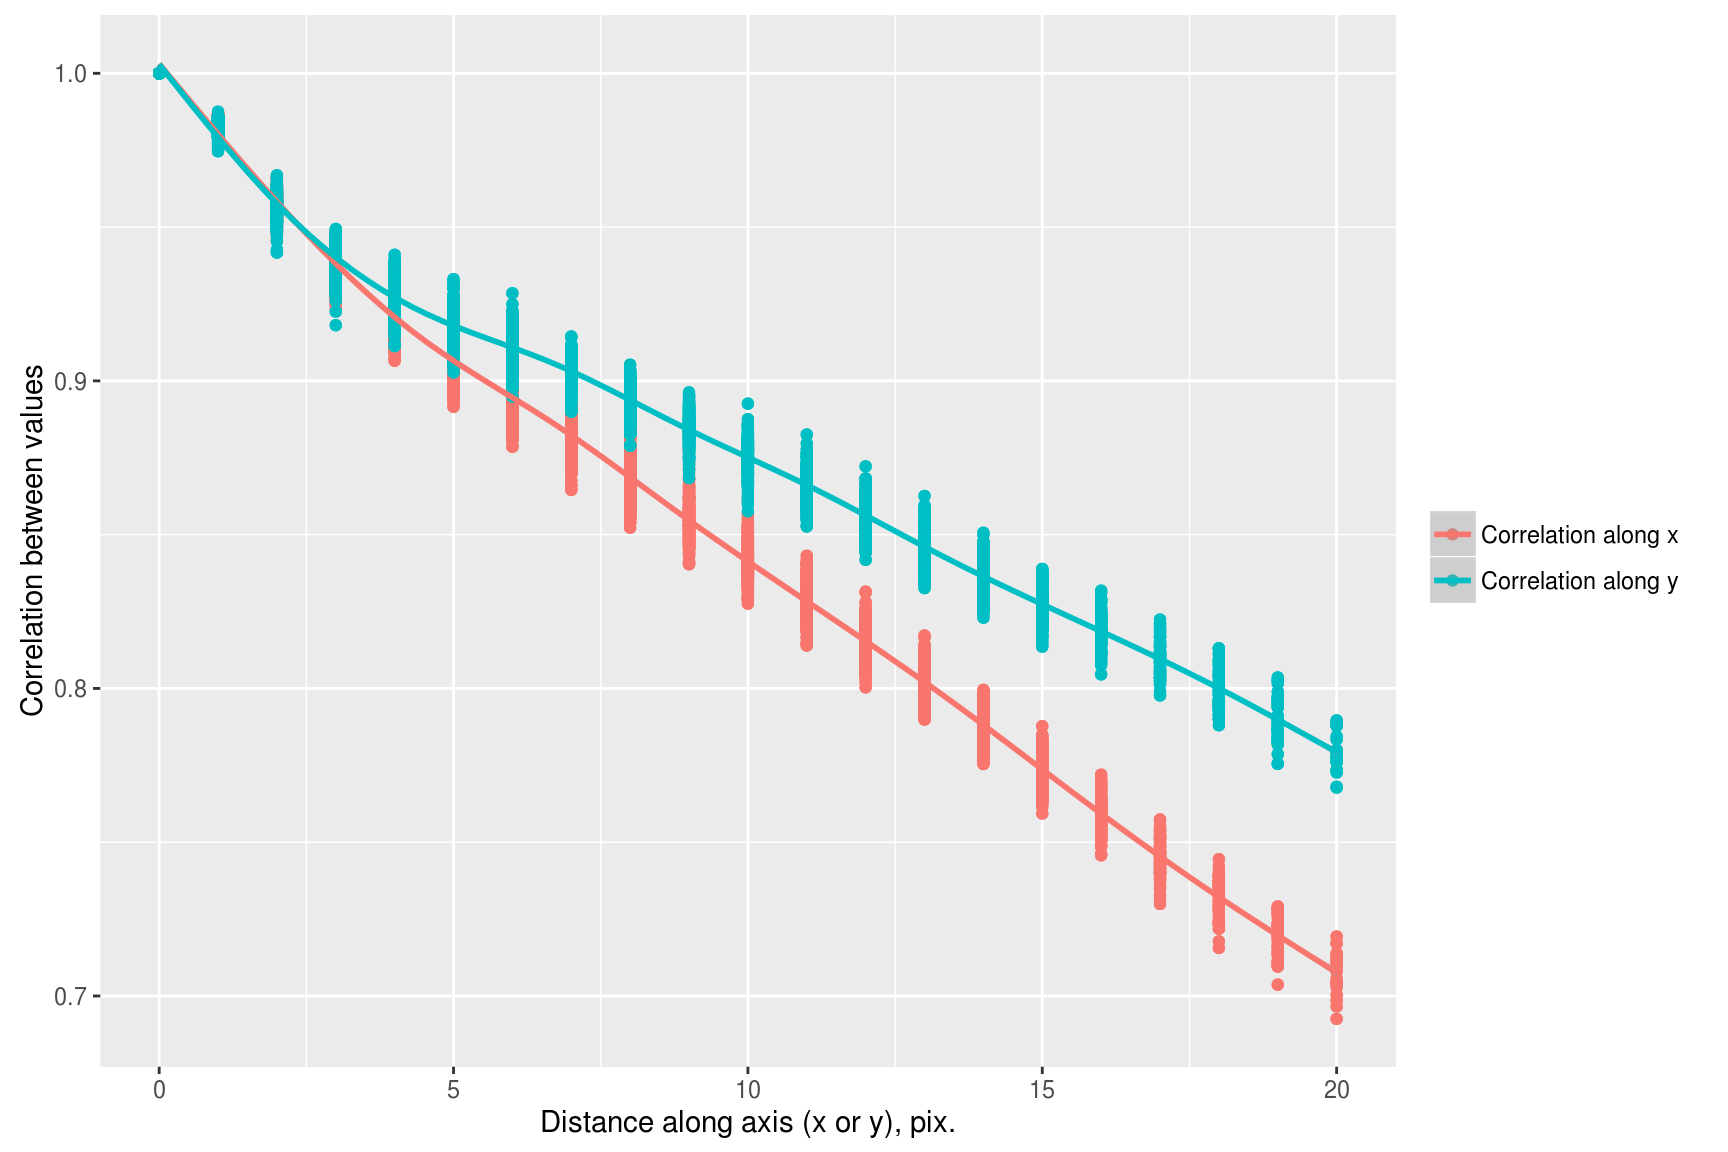 1.0
0.9
0.8
0.7
Correlation between values
0 5 10 15 20
Distance along axis (x or y), pix.
Correlation along x
Correlation along y